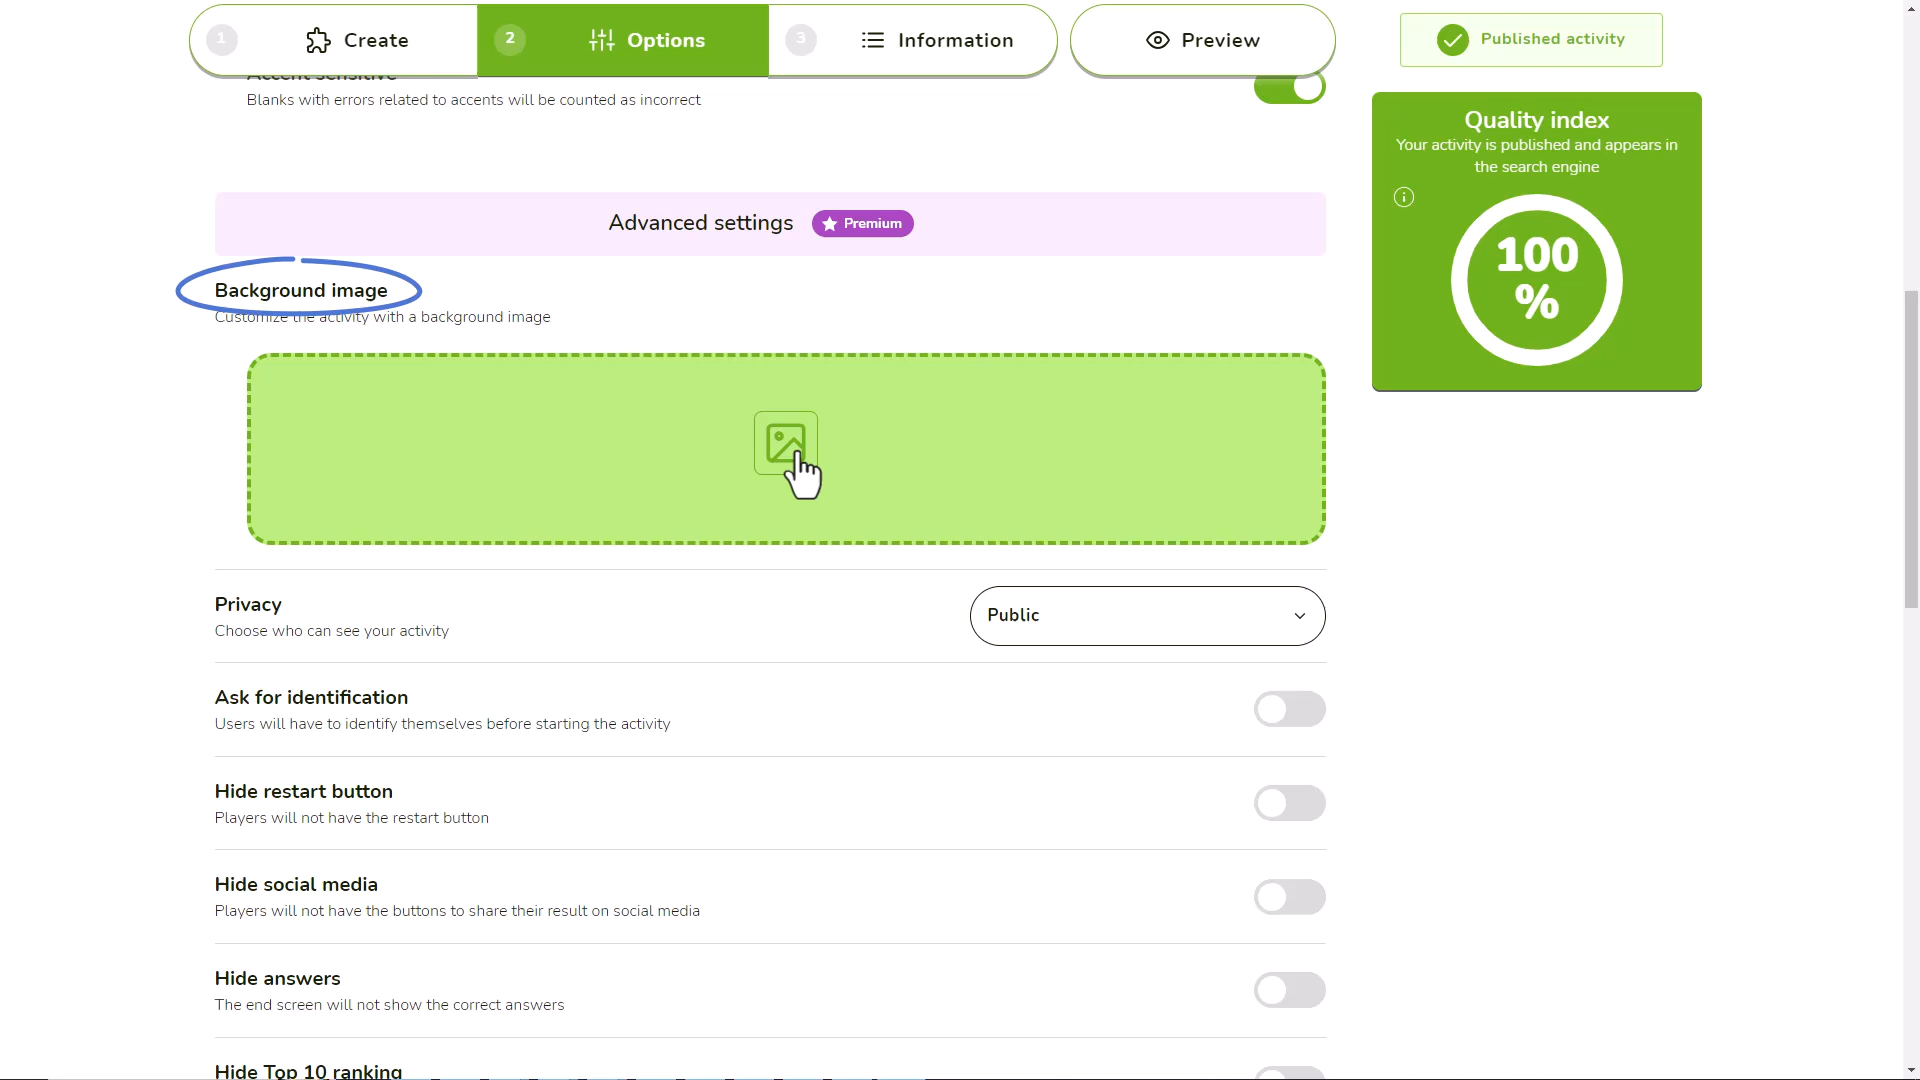 1 Create 2 Options 3 Information Preview Published activity
Accent sensitive
Blanks with errors related to accents will be counted as incorrect
Quality index
Your activity is published and appears in
the search engine
100
%
Advanced settings Premium
Background image
Customize the activity with a background image
Privacy
Choose who can see your activity
Public
Ask for identification
Users will have to identify themselves before starting the activity
Hide restart button
Players will not have the restart button
Hide social media
Players will not have the buttons to share their result on social media
Hide answers
The end screen will not show the correct answers
Hide Top 10 ranking